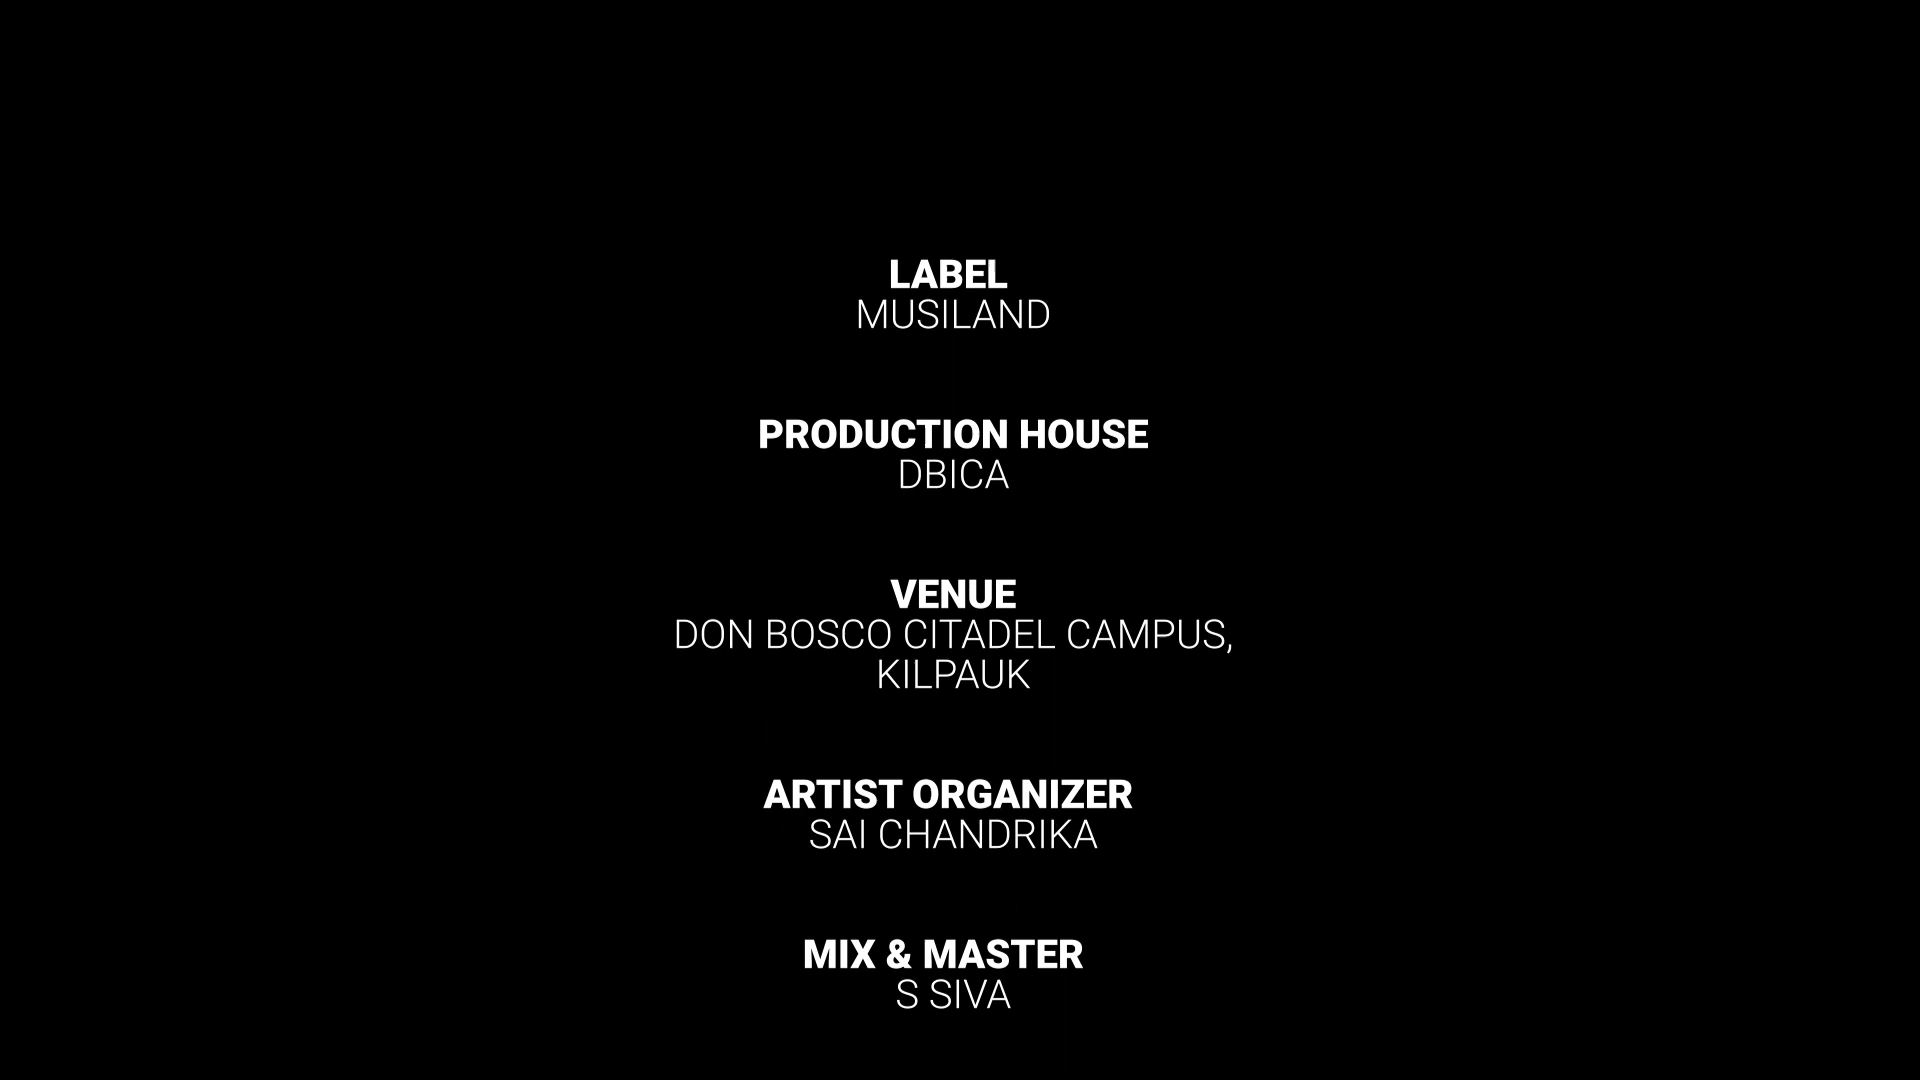 LABEL
MUSILAND
PRODUCTION HOUSE
DBICA
VENUE
DON BOSCO CITADEL CAMPUS,
KILPAUK
ARTIST ORGANIZER
SAI CHANDRIKA
MIX & MASTER
S SIVA